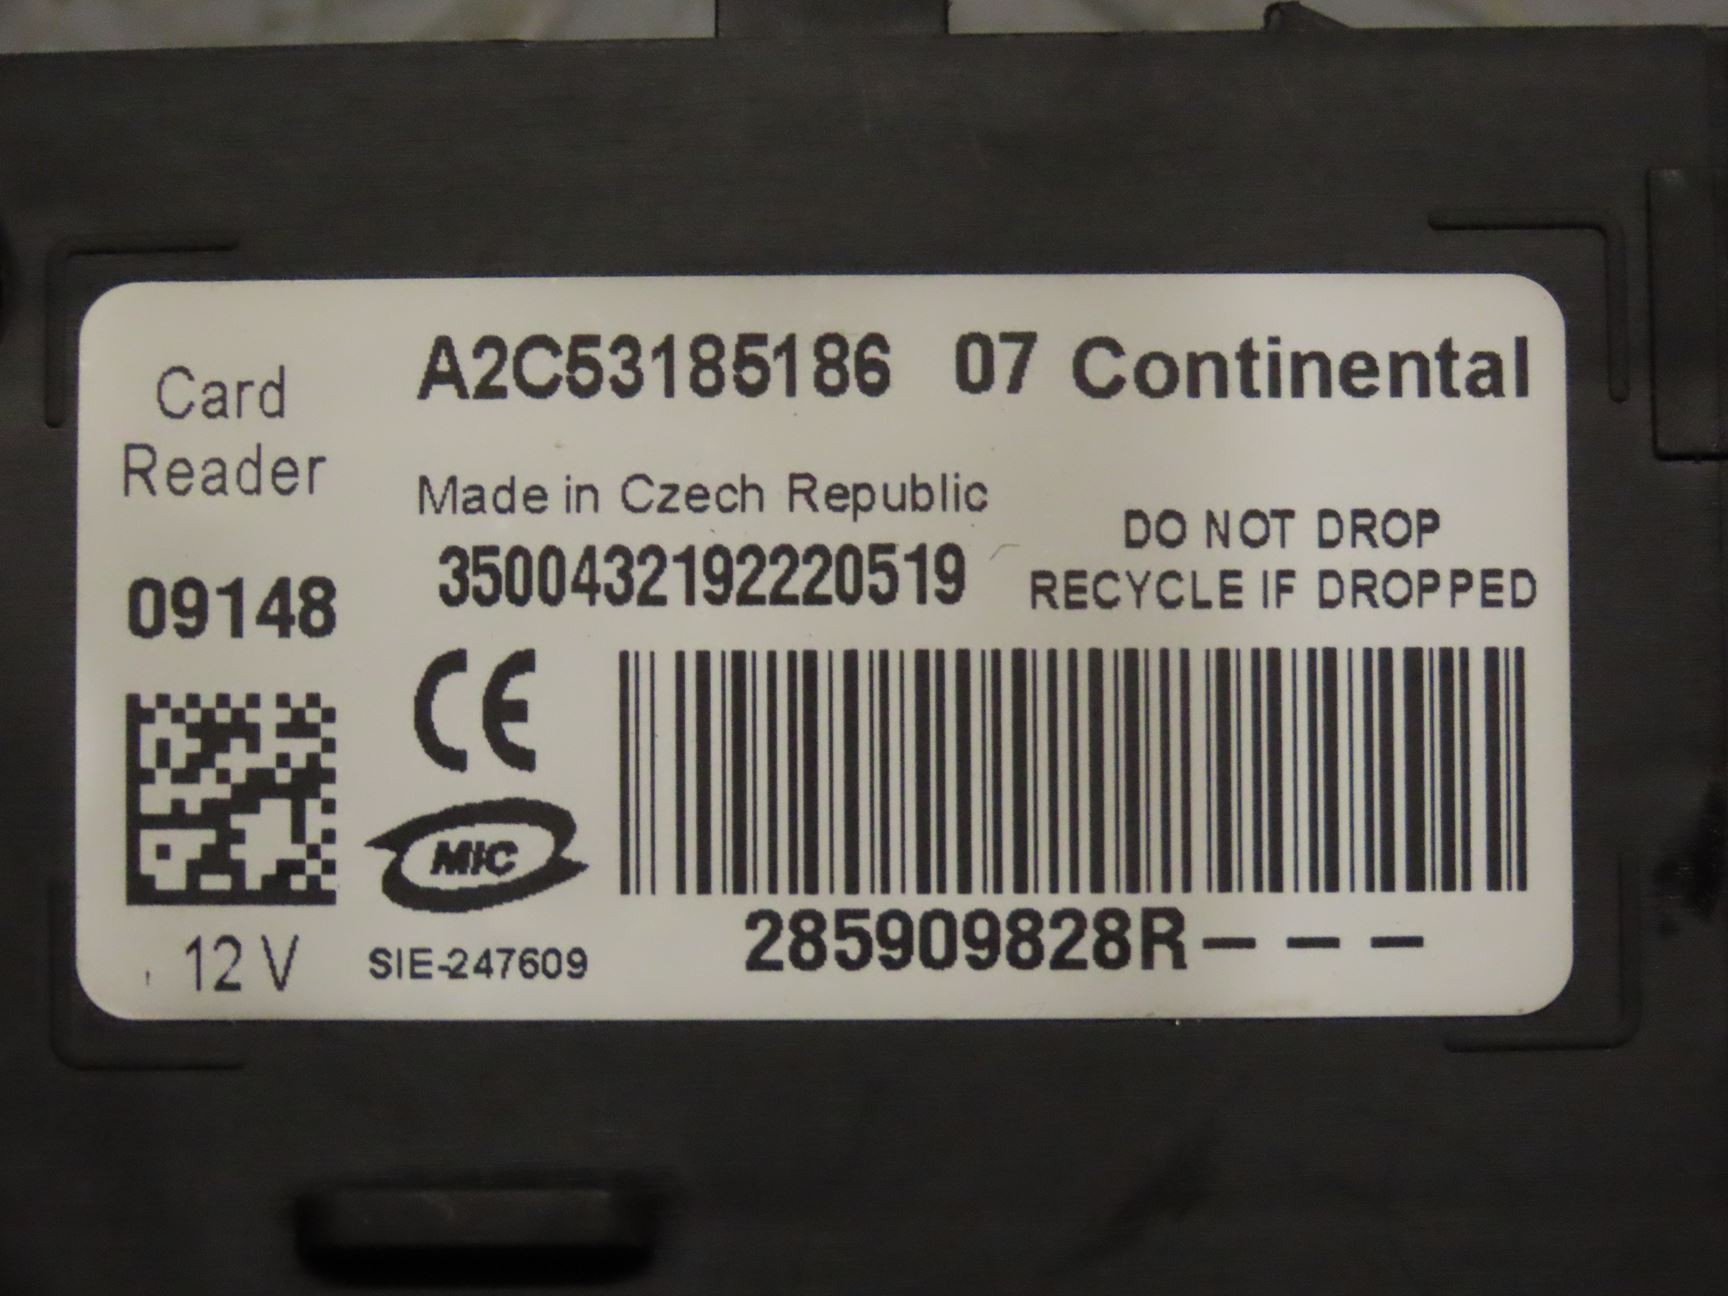 Card
Reader
A2C53185186 07 Continental
Made in Czech Republic
DO NOT DROP
RECYCLE IF DROPPED
09148
3500432192220519
CE
MIC
12 V
SIE-247609
285909828R– – –